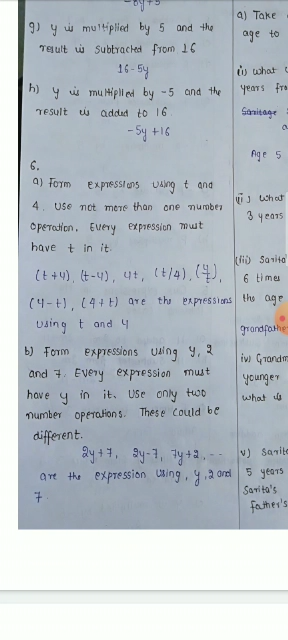 -6y+5
g) y is multiplied by 5 and the
result is subtracted from 16
16-5y
h) y is multiplied by -5 and the
result is added to 16
-5y+16
6.
a) Form expressions using t and
4. Use not more than one number
operation. Every expression must
have t in it.
(t+4), (t-4), 4t, (t/4), (4/t),
(4-t), (4+t) are the expressions
using t and 4
b) Form expressions using y, 2
and 7. Every expression must
have y in it. Use only two
number operations. These could be
different.
2y+7, 2y-7, 7y+2, --
are the expression using, y, 2 and
7.
a) Take
age to
(i) what
years fro
Age 5
(ii) what
3 years
(iii) Sarita
6 times
the age
grandfathe
iv) Grandm
younger
what is
v) Sarit
5 years
Sarita's
father's